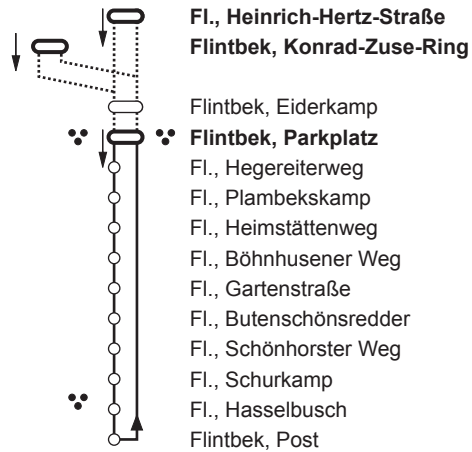 Fl., Heinrich-Hertz-Straße
Flintbek, Konrad-Zuse-Ring
Flintbek, Eiderkamp
Flintbek, Parkplatz
Fl., Hegereiterweg
Fl., Plambekskamp
Fl., Heimstättenweg
Fl., Böhnhusener Weg
Fl., Gartenstraße
Fl., Butenschönsredder
Fl., Schönhorster Weg
Fl., Schurkamp
Fl., Hasselbusch
Flintbek, Post